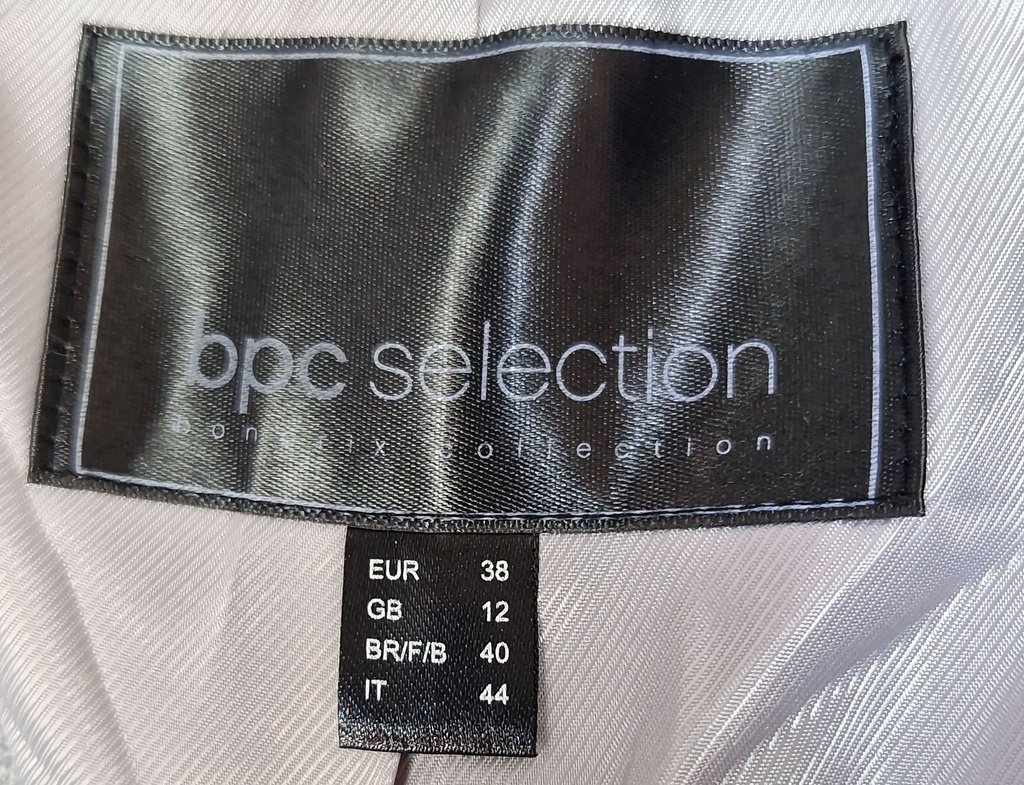 bpc selection
bonprix collection
EUR 38
GB 12
BR/F/B 40
IT 44